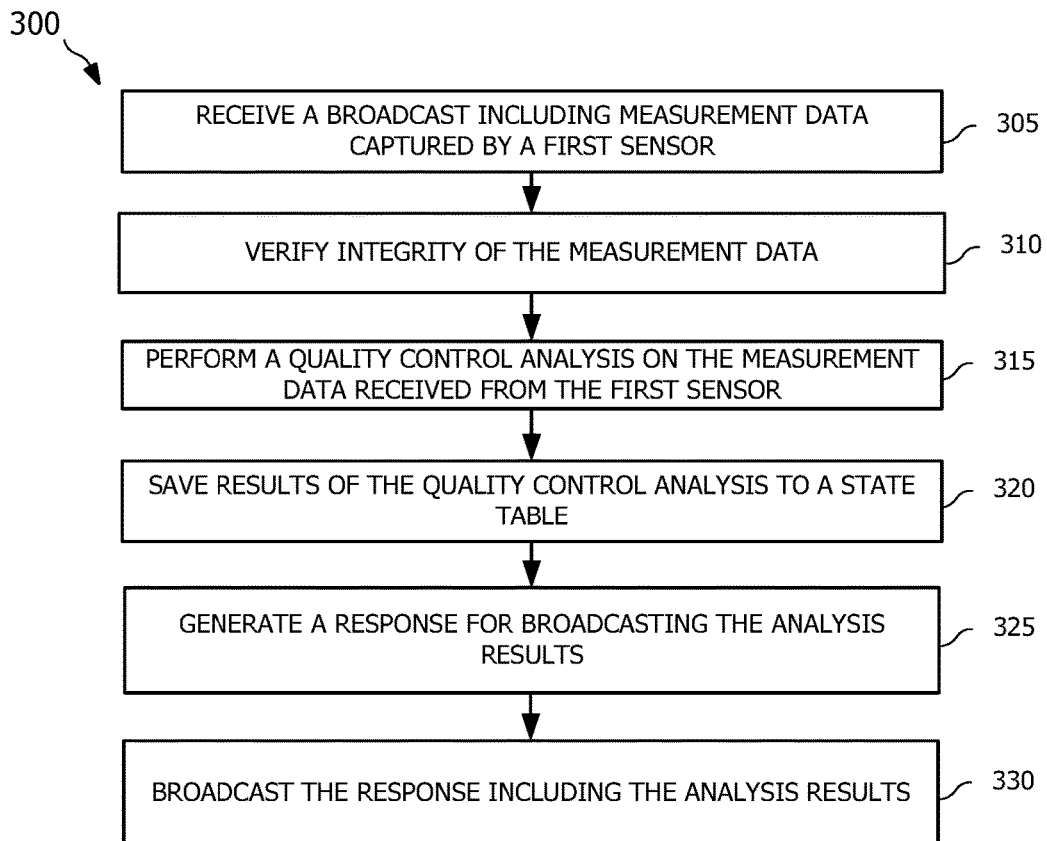 300
RECEIVE A BROADCAST INCLUDING MEASUREMENT DATA
CAPTURED BY A FIRST SENSOR
305
VERIFY INTEGRITY OF THE MEASUREMENT DATA
310
PERFORM A QUALITY CONTROL ANALYSIS ON THE MEASUREMENT
DATA RECEIVED FROM THE FIRST SENSOR
315
SAVE RESULTS OF THE QUALITY CONTROL ANALYSIS TO A STATE
TABLE
320
GENERATE A RESPONSE FOR BROADCASTING THE ANALYSIS
RESULTS
325
BROADCAST THE RESPONSE INCLUDING THE ANALYSIS RESULTS
330